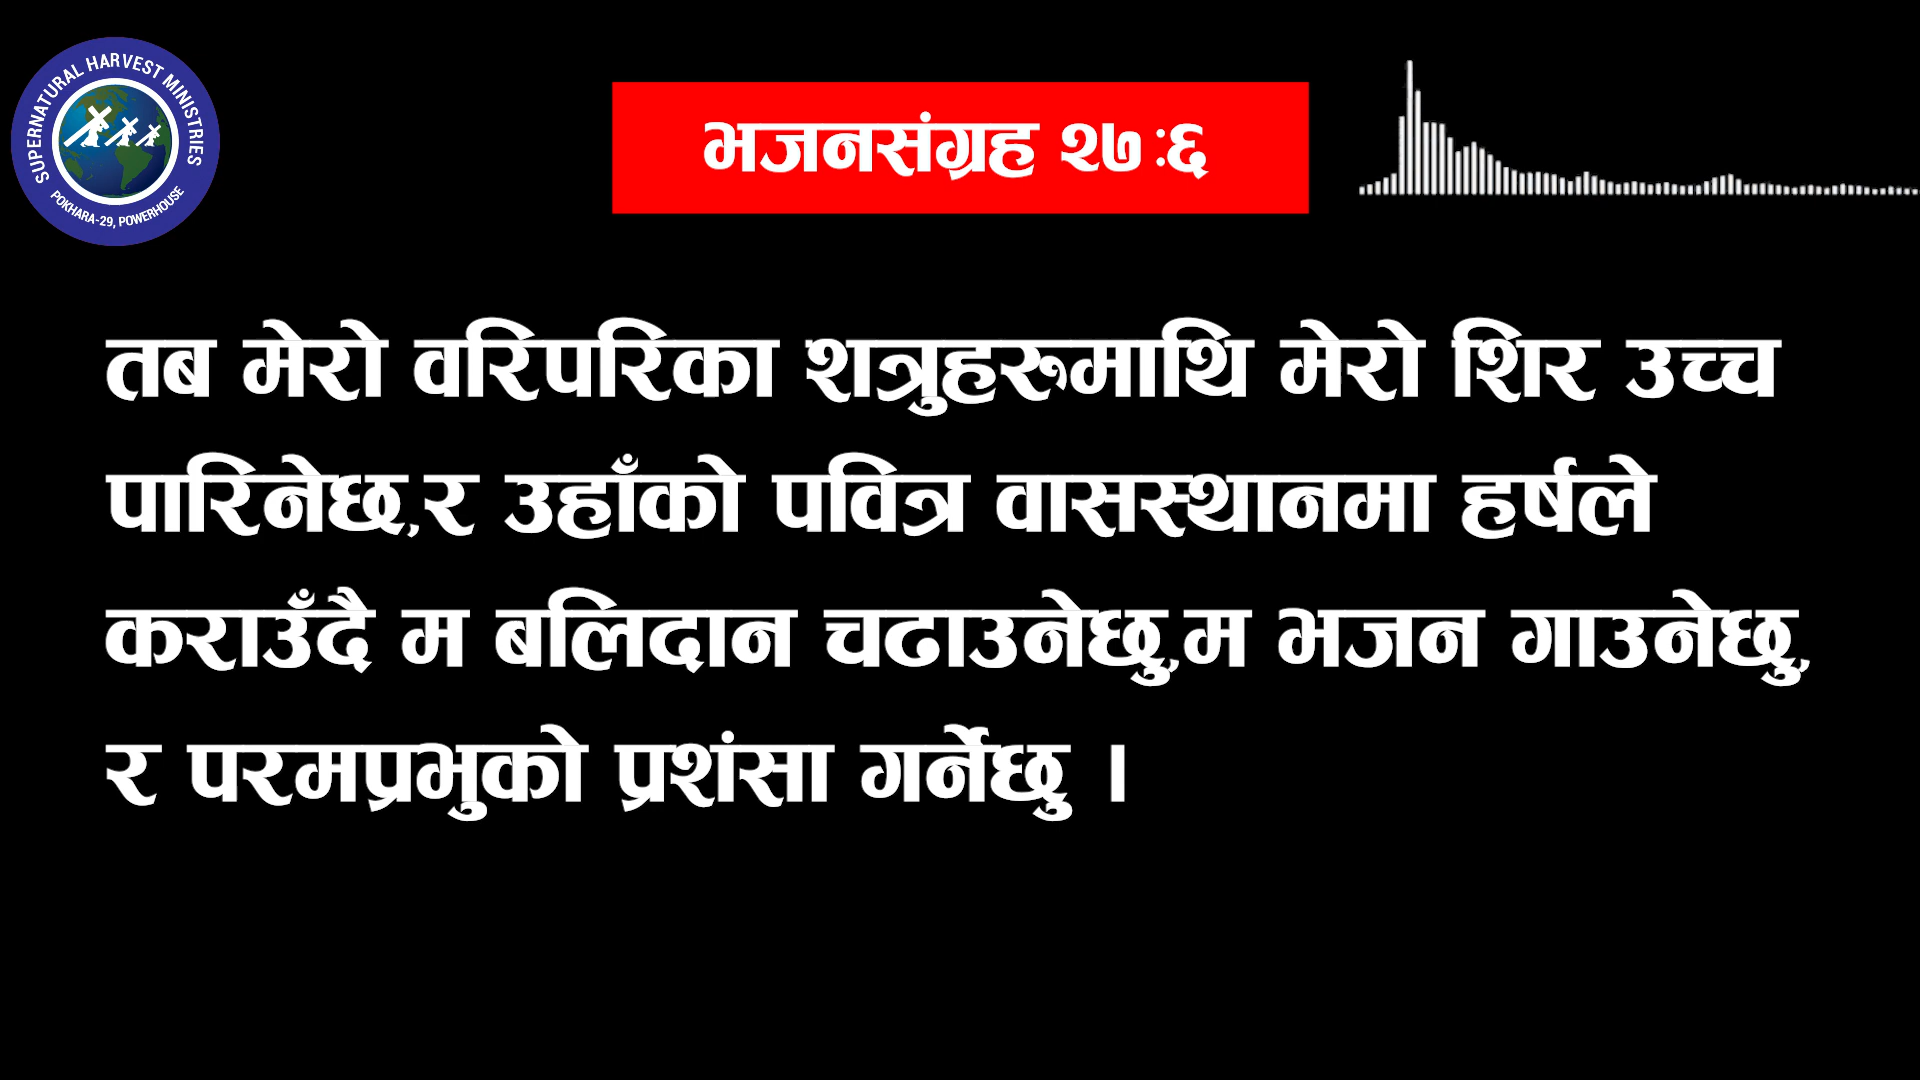 SUPERNATURAL HARVEST MINISTRIES
POKHARA-29, POWERHOUSE
भजनसंग्रह २७ :६
तब मेरो वरिपरिका शत्रुहरुमाथि मेरो शिर उच्च
पारिनेछ,र उहाँको पवित्र वासस्थानमा हर्षले
कराउँदै म बलिदान चढाउनेछु,म भजन गाउनेछु,
र परमप्रभुको प्रशंसा गर्नेछु ।